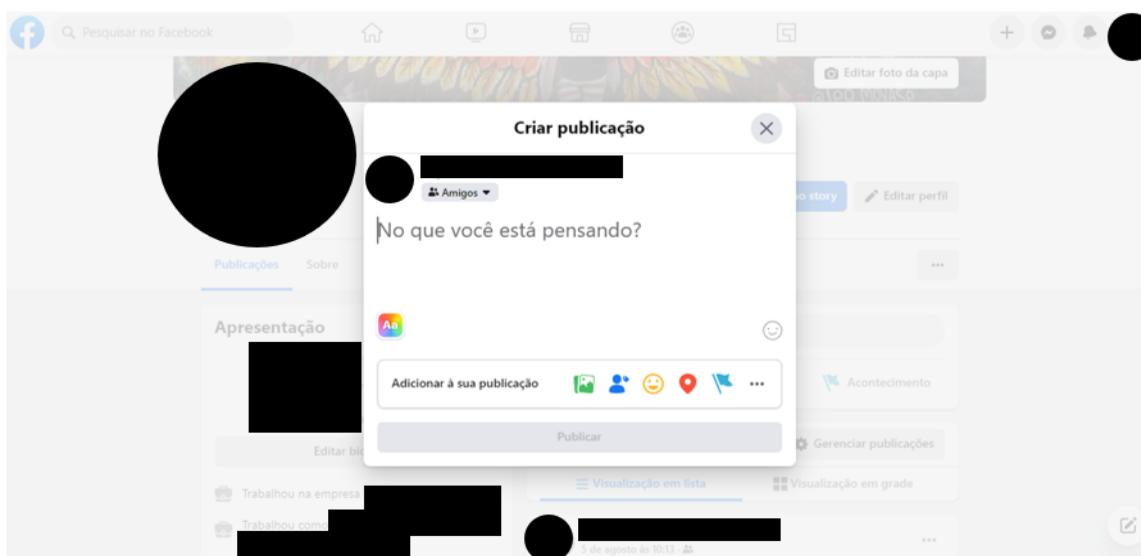 Pesquisar no Facebook
Editar foto da capa
Criar publicação
Amigos
No que você está pensando?
o story
Editar perfil
Publicações Sobre
Apresentação
Aa
Adicionar à sua publicação
Acontecimento
Publicar
Editar bio
Gerenciar publicações
Visualização em lista Visualização em grade
Trabalhou na empresa
Trabalhou como
5 de agosto às 10:13